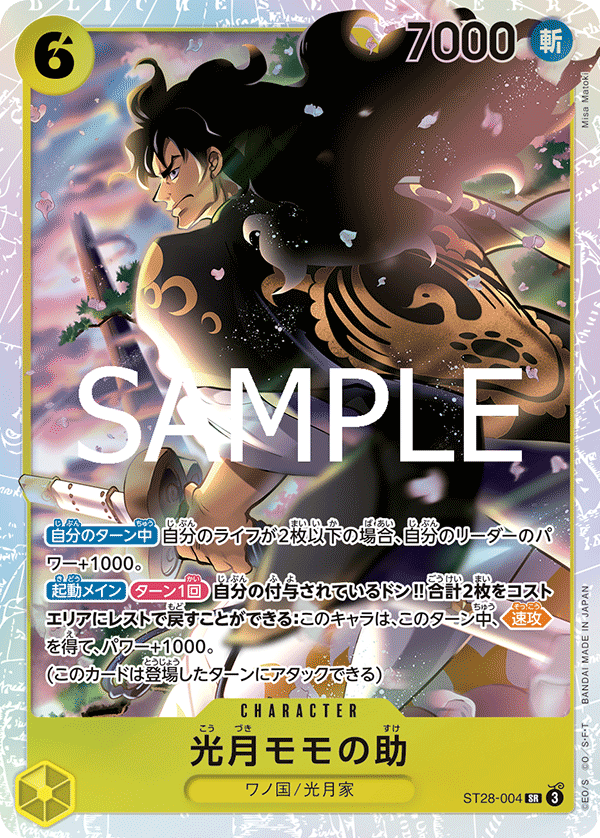 6
7000 斬
Misa Matoki
SAMPLE
自分のターン中 自分のライフが2枚以下の場合、自分のリーダーのパ
ワー+1000。
起動メイン ターン1回 自分の付与されているドン!!合計2枚をコスト
エリアにレストで戻すことができる:このキャラは、このターン中、速攻
を得て、パワー+1000。
(このカードは登場したターンにアタックできる)
©E.O/S ©O/S・F・T BANDAI MADE IN JAPAN
CHARACTER
光月モモの助
ワノ国/光月家
ST28-004 SR 3